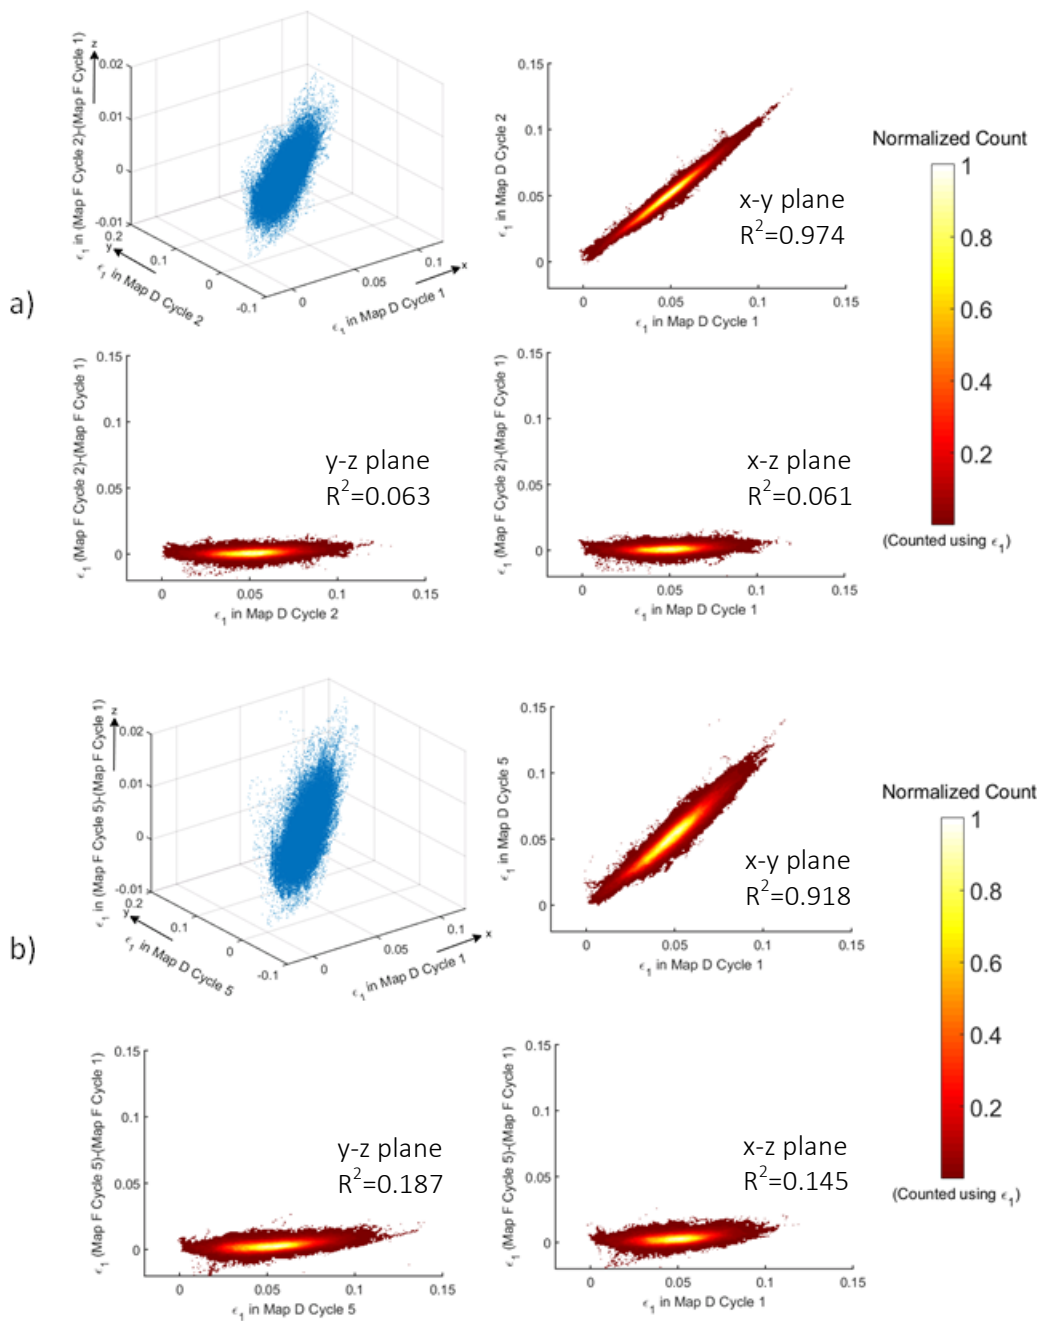 a)
z
ϵ1 in (Map F Cycle 2)-(Map F Cycle 1)
0.02
0.01
0
-0.01
0.2
y
0.1
0
-0.1
ϵ1 in Map D Cycle 2
0
0.05
0.1
x
ϵ1 in Map D Cycle 1
ϵ1 in Map D Cycle 2
0.15
0.1
0.05
0
x-y plane
R²=0.974
0 0.05 0.1 0.15
ϵ1 in Map D Cycle 1
Normalized Count
1
0.8
0.6
0.4
0.2
(Counted using ϵ1)
ϵ1 (Map F Cycle 2)-(Map F Cycle 1)
0.15
0.1
0.05
0
y-z plane
R²=0.063
0 0.05 0.1 0.15
ϵ1 in Map D Cycle 2
ϵ1 (Map F Cycle 2)-(Map F Cycle 1)
0.15
0.1
0.05
0
x-z plane
R²=0.061
0 0.05 0.1 0.15
ϵ1 in Map D Cycle 1
b)
z
ϵ1 in (Map F Cycle 5)-(Map F Cycle 1)
0.02
0.01
0
-0.01
0.2
y
0.1
0
-0.1
ϵ1 in Map D Cycle 5
0
0.05
0.1
x
ϵ1 in Map D Cycle 1
ϵ1 in Map D Cycle 5
0.15
0.1
0.05
0
x-y plane
R²=0.918
0 0.05 0.1 0.15
ϵ1 in Map D Cycle 1
Normalized Count
1
0.8
0.6
0.4
0.2
(Counted using ϵ1)
ϵ1 (Map F Cycle 5)-(Map F Cycle 1)
0.15
0.1
0.05
0
y-z plane
R²=0.187
0 0.05 0.1 0.15
ϵ1 in Map D Cycle 5
ϵ1 (Map F Cycle 5)-(Map F Cycle 1)
0.15
0.1
0.05
0
x-z plane
R²=0.145
0 0.05 0.1 0.15
ϵ1 in Map D Cycle 1